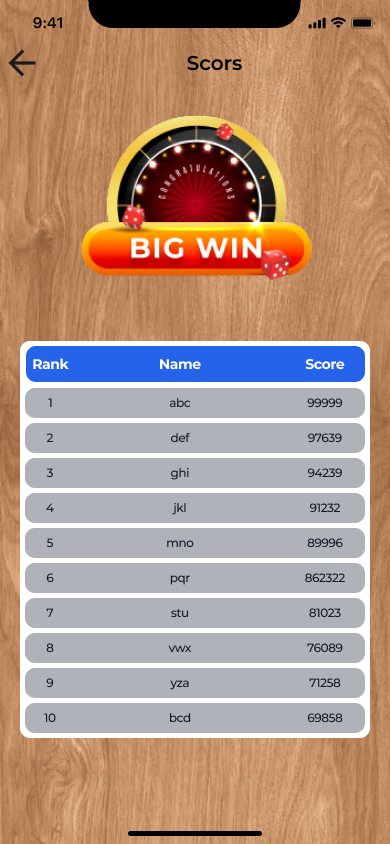 9:41
Scors
CONGRATULATIONS
BIG WIN
Rank Name Score
1 abc 99999
2 def 97639
3 ghi 94239
4 jkl 91232
5 mno 89996
6 pqr 862322
7 stu 81023
8 vwx 76089
9 yza 71258
10 bcd 69858